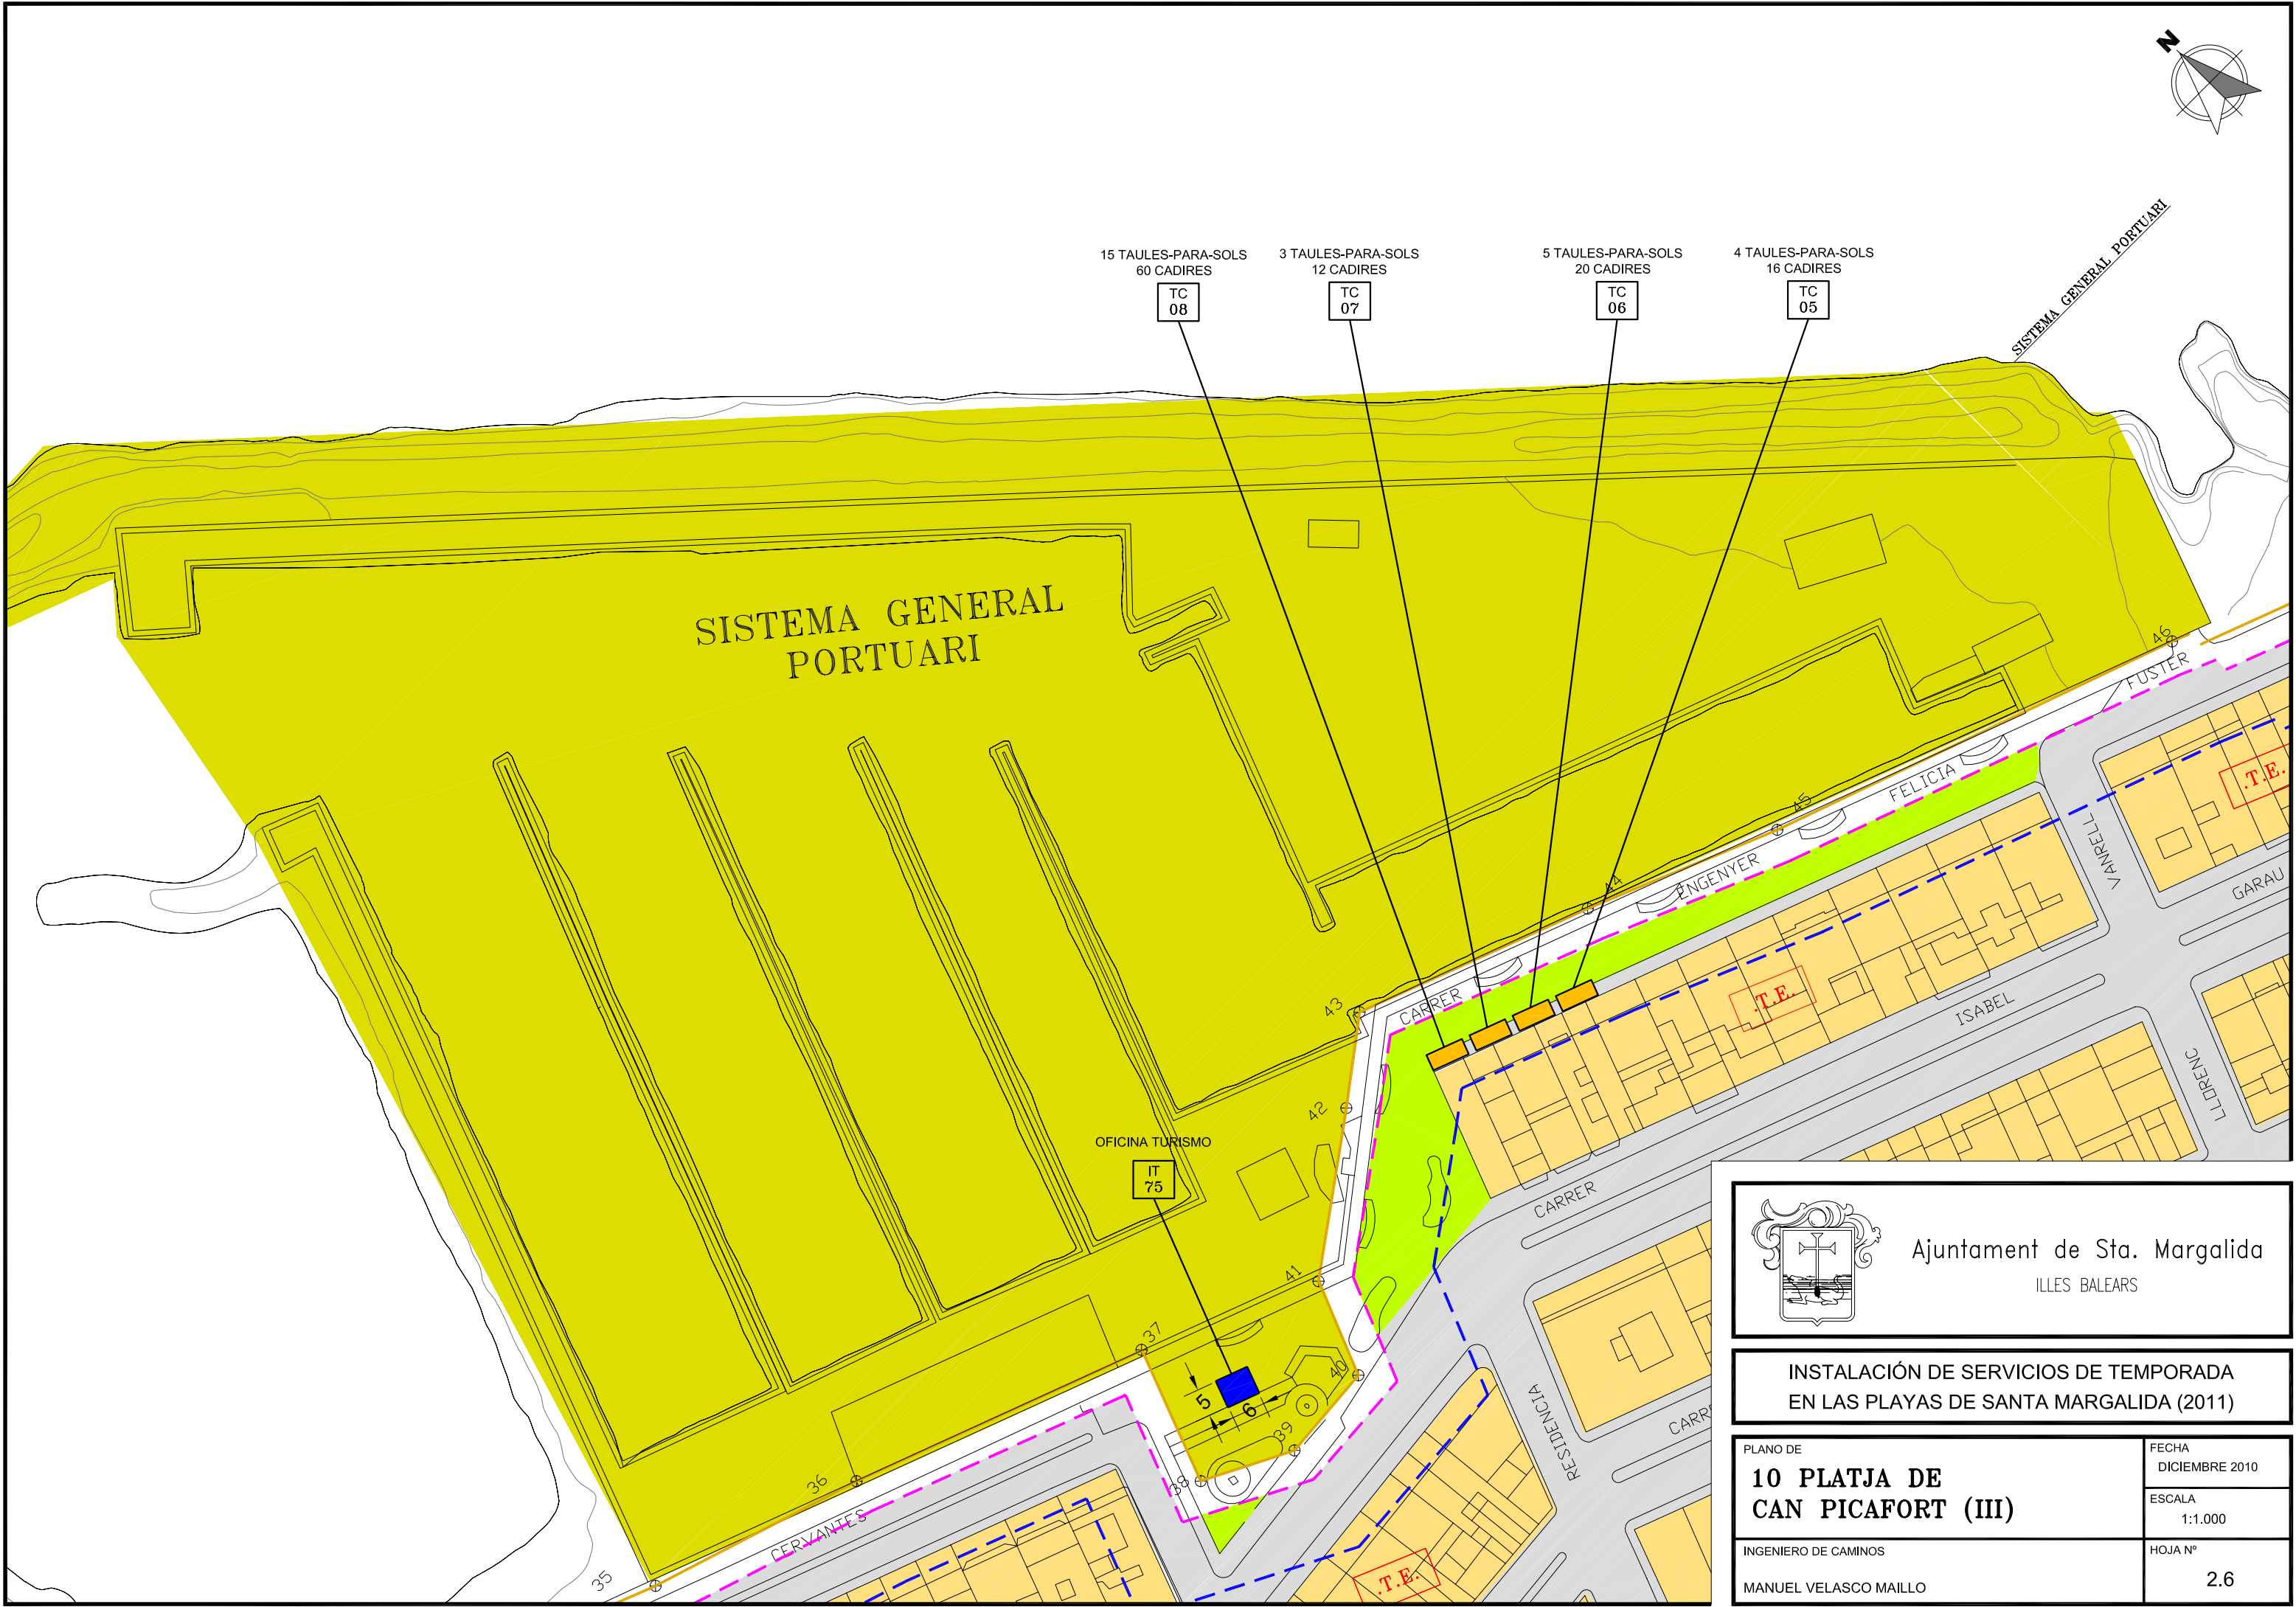 N
SISTEMA GENERAL PORTUARI
15 TAULES-PARA-SOLS
60 CADIRES
TC
08
3 TAULES-PARA-SOLS
12 CADIRES
TC
07
5 TAULES-PARA-SOLS
20 CADIRES
TC
06
4 TAULES-PARA-SOLS
16 CADIRES
TC
05
SISTEMA GENERAL
PORTUARI
46
FUSTER
45
FELICIA
44
ENGENYER
43
CARRER
42
41
40
39
38
37
36
35
T.E.
VANRELL
GARAU
T.E.
ISABEL
LLORENC
CARRER
OFICINA TURISMO
IT
75
5
6
RESIDENCIA
CERVANTES
T.E.
Ajuntament de Sta. Margalida
ILLES BALEARS
INSTALACIÓN DE SERVICIOS DE TEMPORADA
EN LAS PLAYAS DE SANTA MARGALIDA (2011)
PLANO DE
10 PLATJA DE
CAN PICAFORT (III)
FECHA
DICIEMBRE 2010
ESCALA
1:1.000
INGENIERO DE CAMINOS
MANUEL VELASCO MAILLO
HOJA Nº
2.6